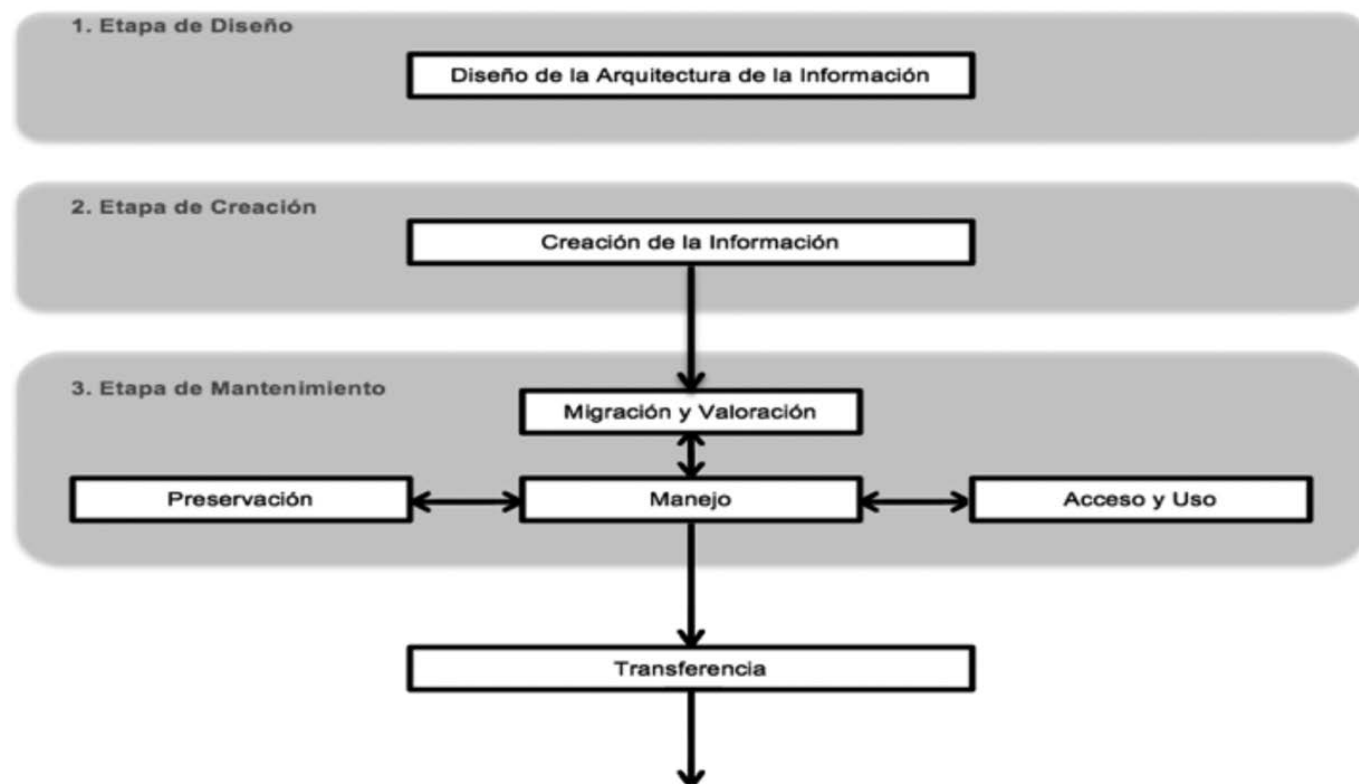 1. Etapa de Diseño
Diseño de la Arquitectura de la Información
2. Etapa de Creación
Creación de la Información
3. Etapa de Mantenimiento
Migración y Valoración
Preservación
Manejo
Acceso y Uso
Transferencia